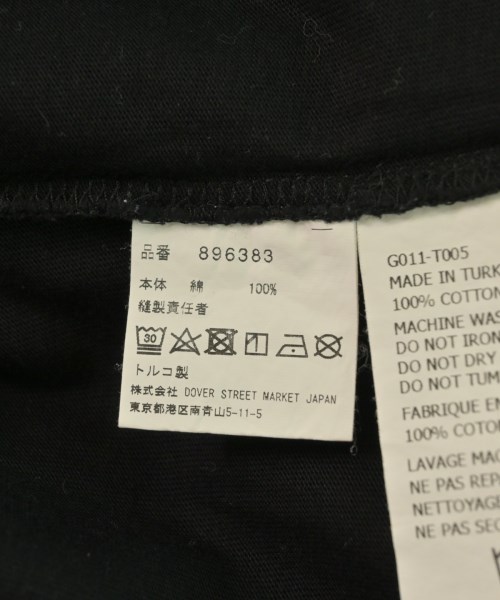 品番 896383
本体 綿 100%
縫製責任者
30
トルコ製
株式会社 DOVER STREET MARKET JAPAN
東京都港区南青山5-11-5
G011-T005
MADE IN TURK
100% COTTON
MACHINE WAS
DO NOT IRON
DO NOT DRY
DO NOT TUM
FABRIQUE EN
100% COTO
LAVAGE MAC
NE PAS REP
NETTOYAGE
NE PAS SEC